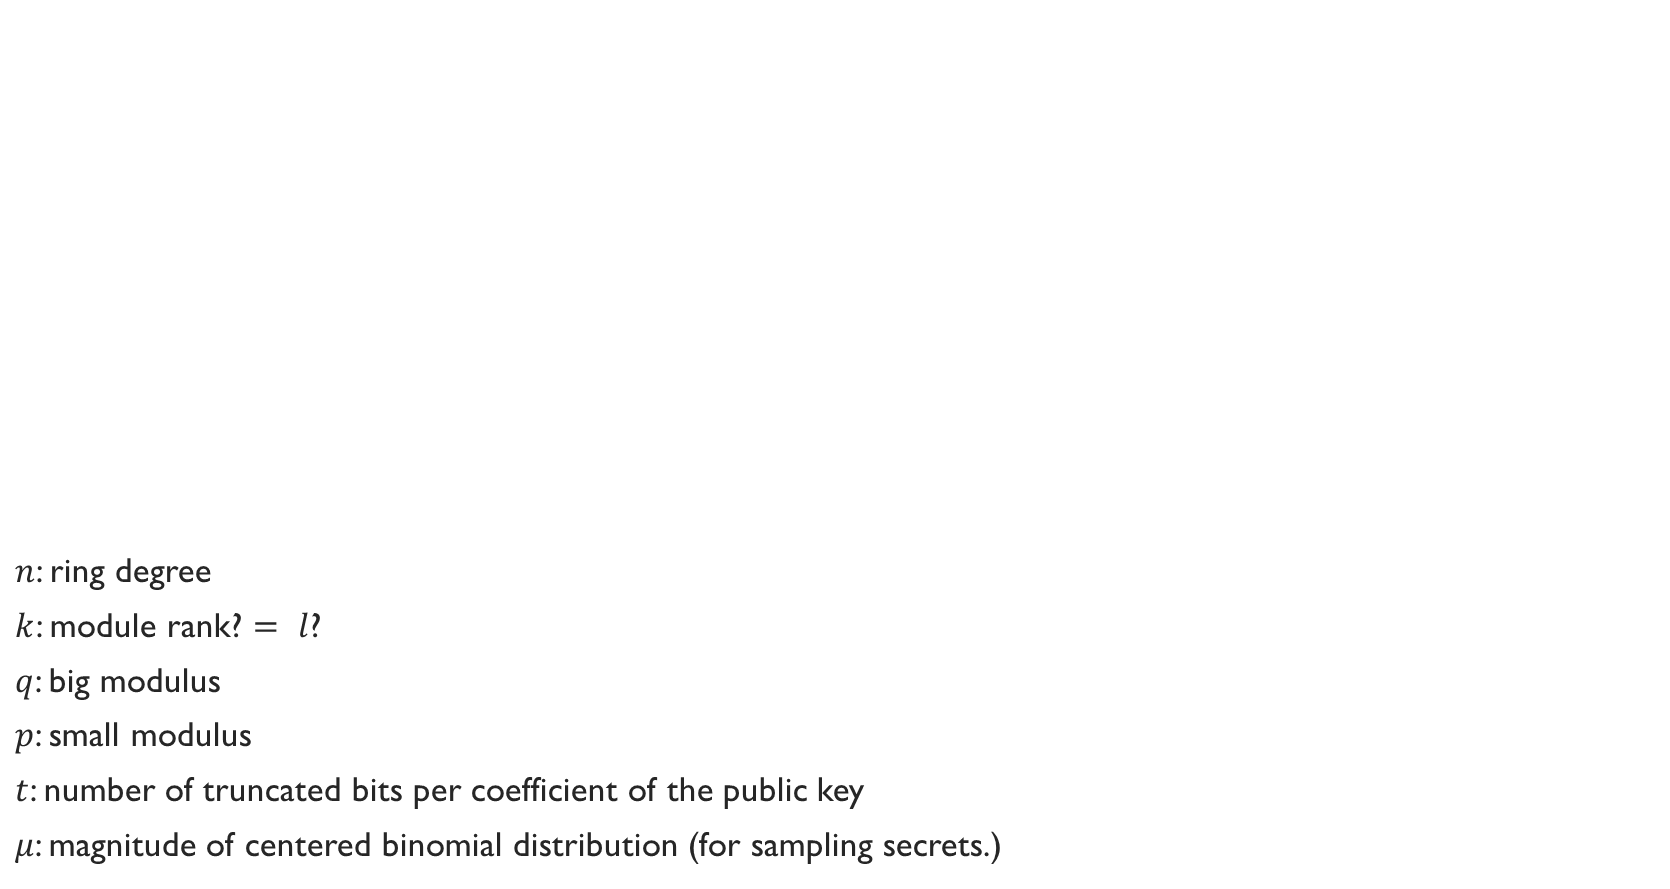 n: ring degree
k: module rank? = l?
q: big modulus
p: small modulus
t: number of truncated bits per coefficient of the public key
μ: magnitude of centered binomial distribution (for sampling secrets.)